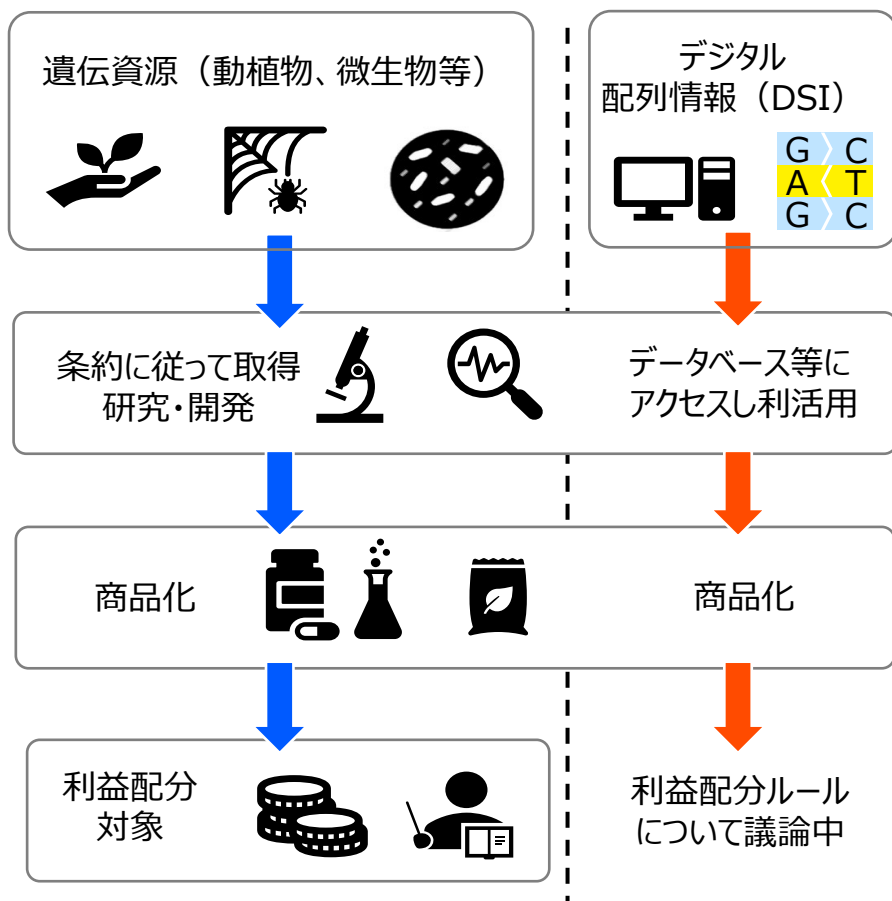 遺伝資源（動植物、微生物等）
デジタル
配列情報（DSI）
G C
A T
G C
条約に従って取得
研究・開発
データベース等に
アクセスし利活用
商品化
商品化
利益配分
対象
利益配分ルール
について議論中